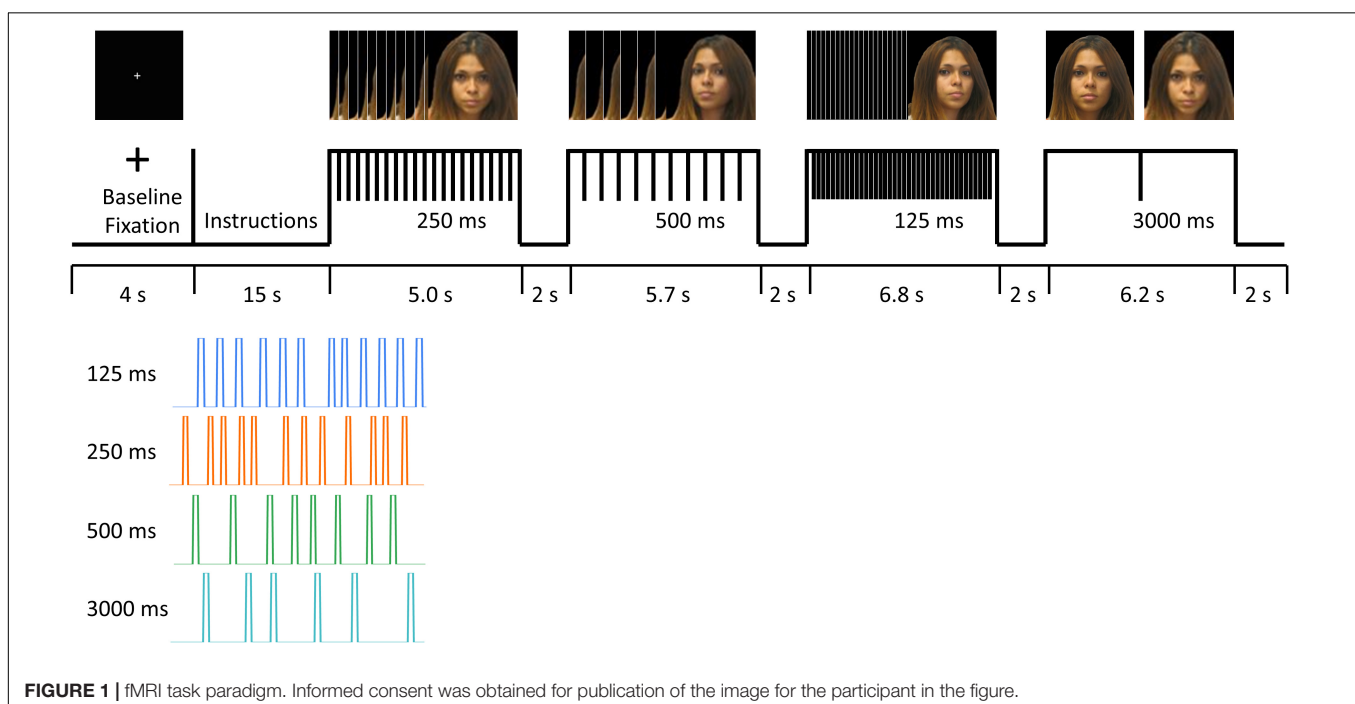 +
Baseline
Fixation
Instructions
250 ms
500 ms
125 ms
3000 ms
4 s
15 s
5.0 s
2 s
5.7 s
2 s
6.8 s
2 s
6.2 s
2 s
125 ms
250 ms
500 ms
3000 ms
FIGURE 1 | fMRI task paradigm. Informed consent was obtained for publication of the image for the participant in the figure.